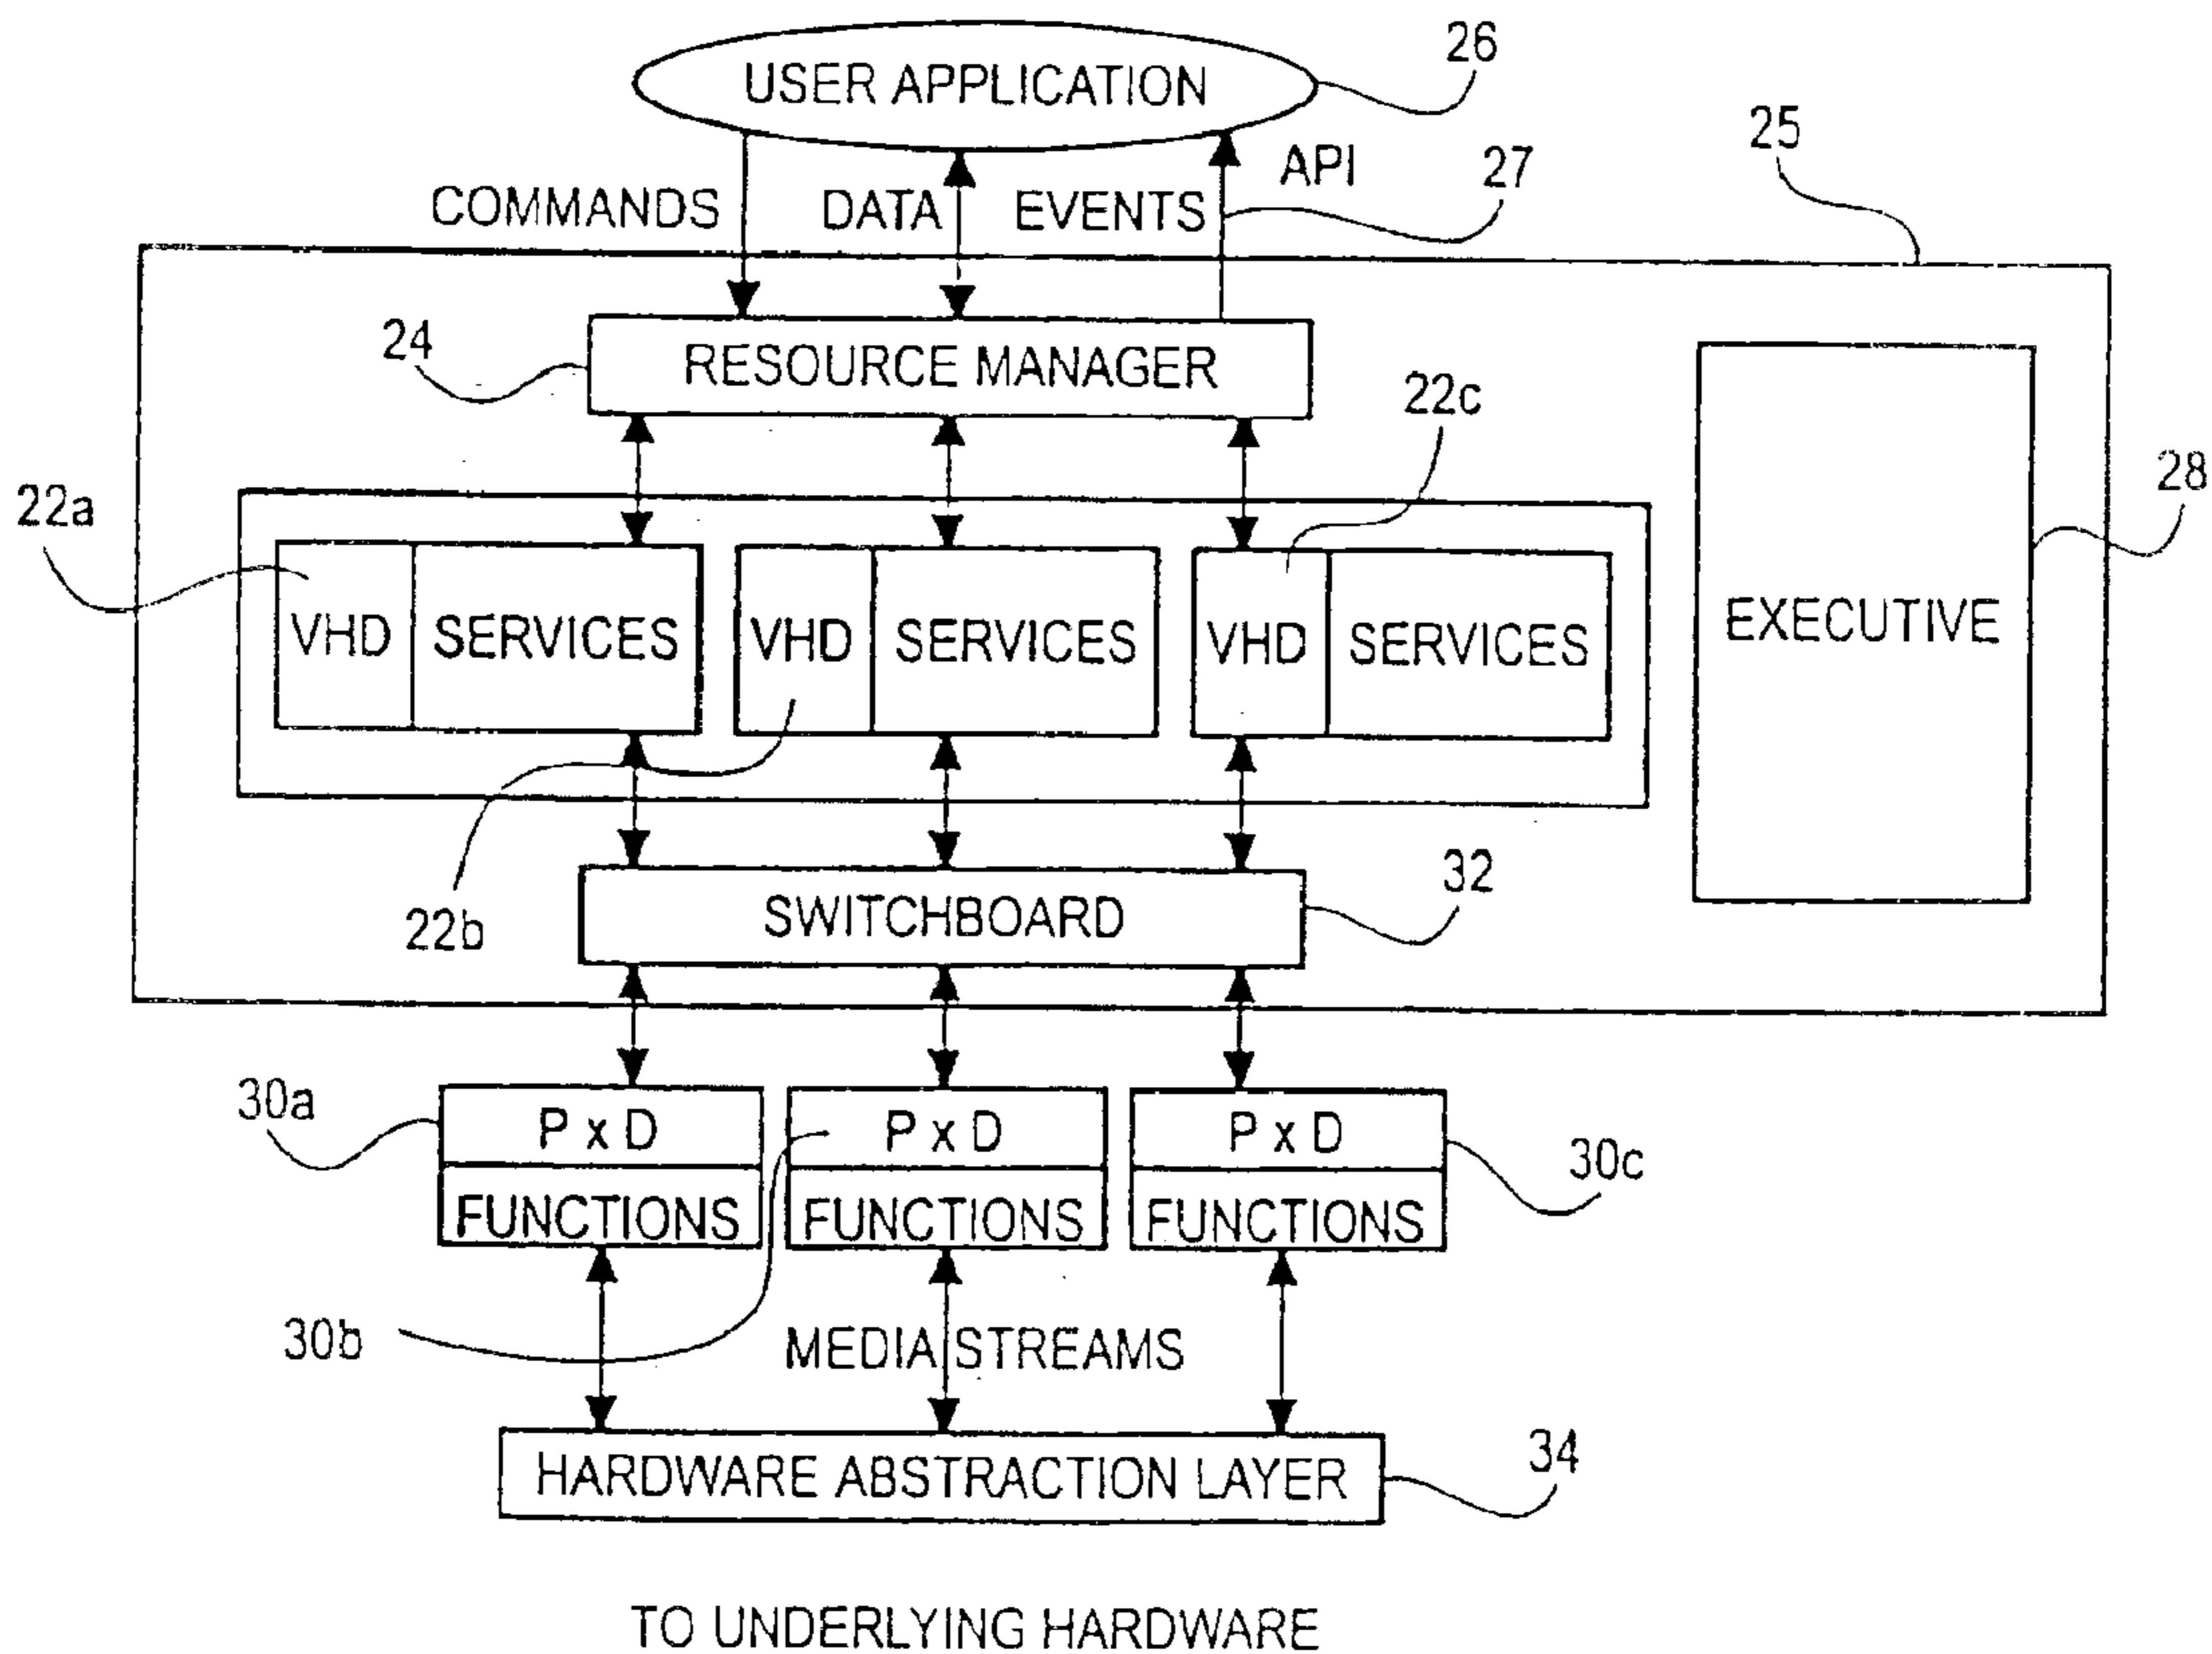 26
USER APPLICATION
25
API
27
COMMANDS
DATA
EVENTS
24
RESOURCE MANAGER
22c
28
22a
VHD
SERVICES
VHD
SERVICES
VHD
SERVICES
EXECUTIVE
32
22b
SWITCHBOARD
30a
P x D
P x D
P x D
30c
FUNCTIONS
FUNCTIONS
FUNCTIONS
30b
MEDIA STREAMS
34
HARDWARE ABSTRACTION LAYER
TO UNDERLYING HARDWARE